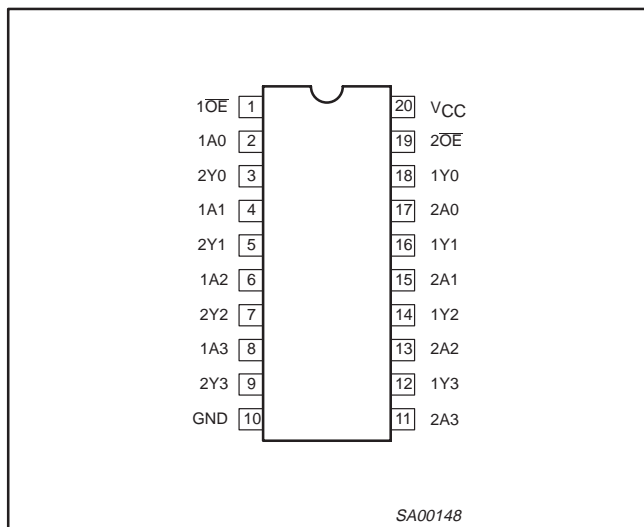 1O̅E̅ 1 20 VCC
1A0 2 19 2O̅E̅
2Y0 3 18 1Y0
1A1 4 17 2A0
2Y1 5 16 1Y1
1A2 6 15 2A1
2Y2 7 14 1Y2
1A3 8 13 2A2
2Y3 9 12 1Y3
GND 10 11 2A3
SA00148